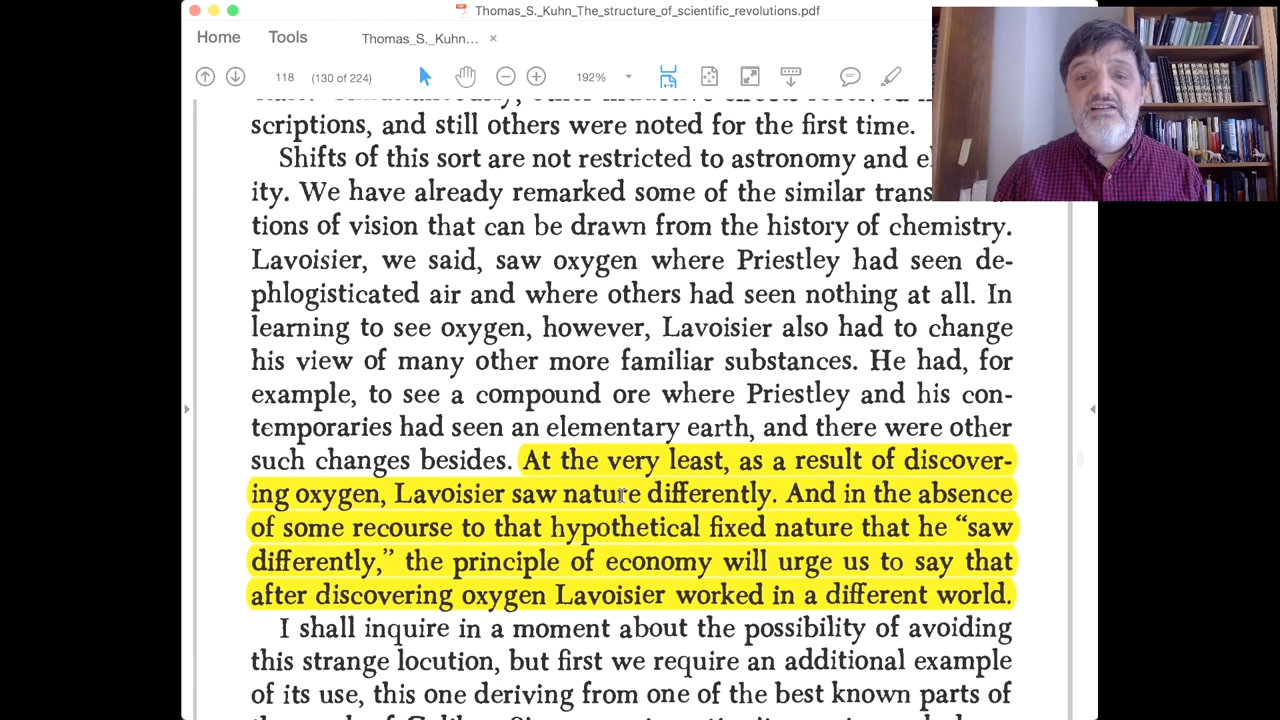 Thomas_S._Kuhn_The_structure_of_scientific_revolutions.pdf
Home Tools Thomas_S._Kuhn... ×
118 (130 of 224) 192%
scriptions, and still others were noted for the first time.
Shifts of this sort are not restricted to astronomy and el
ity. We have already remarked some of the similar trans
tions of vision that can be drawn from the history of chemistry.
Lavoisier, we said, saw oxygen where Priestley had seen de-
phlogisticated air and where others had seen nothing at all. In
learning to see oxygen, however, Lavoisier also had to change
his view of many other more familiar substances. He had, for
example, to see a compound ore where Priestley and his con-
temporaries had seen an elementary earth, and there were other
such changes besides. At the very least, as a result of discover-
ing oxygen, Lavoisier saw nature differently. And in the absence
of some recourse to that hypothetical fixed nature that he “saw
differently,” the principle of economy will urge us to say that
after discovering oxygen Lavoisier worked in a different world.
I shall inquire in a moment about the possibility of avoiding
this strange locution, but first we require an additional example
of its use, this one deriving from one of the best known parts of